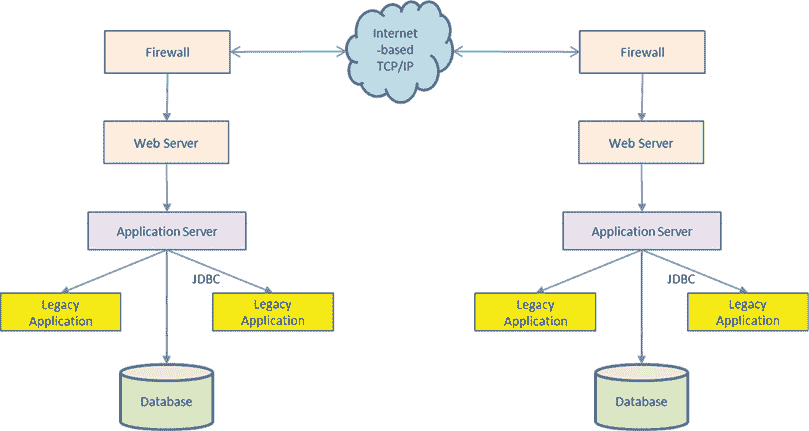 Internet
-based
TCP/IP
Firewall
Firewall
Web Server
Web Server
Application Server
Application Server
JDBC
JDBC
Legacy
Application
Legacy
Application
Legacy
Application
Legacy
Application
Database
Database